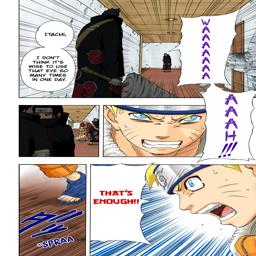 ITACHI,
I DON'T
THINK IT'S
WISE TO USE
THAT EYE SO
MANY TIMES
IN ONE DAY.
WAAAAAAA
AAAH!!!
THAT'S
ENOUGH!!
-SPRAA